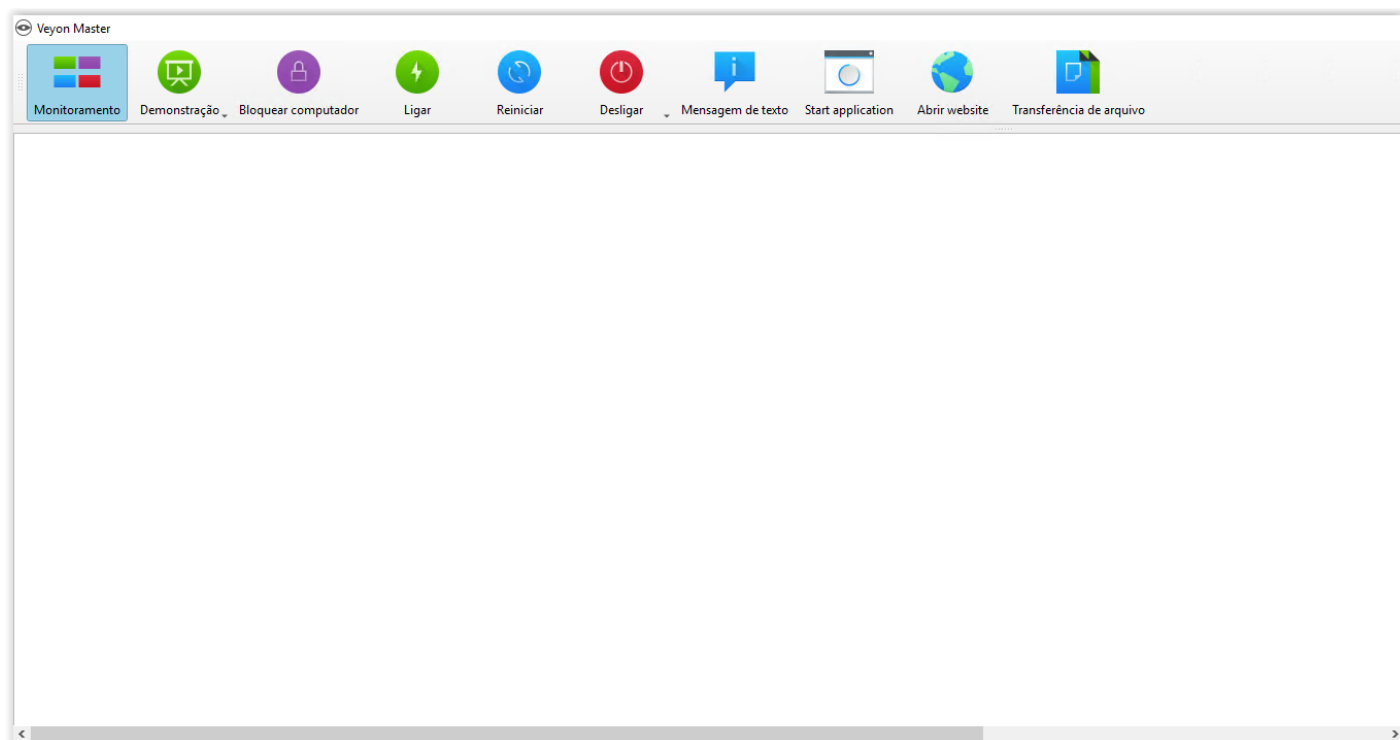 Veyon Master
Monitoramento Demonstração Bloquear computador Ligar Reiniciar Desligar Mensagem de texto Start application Abrir website Transferência de arquivo